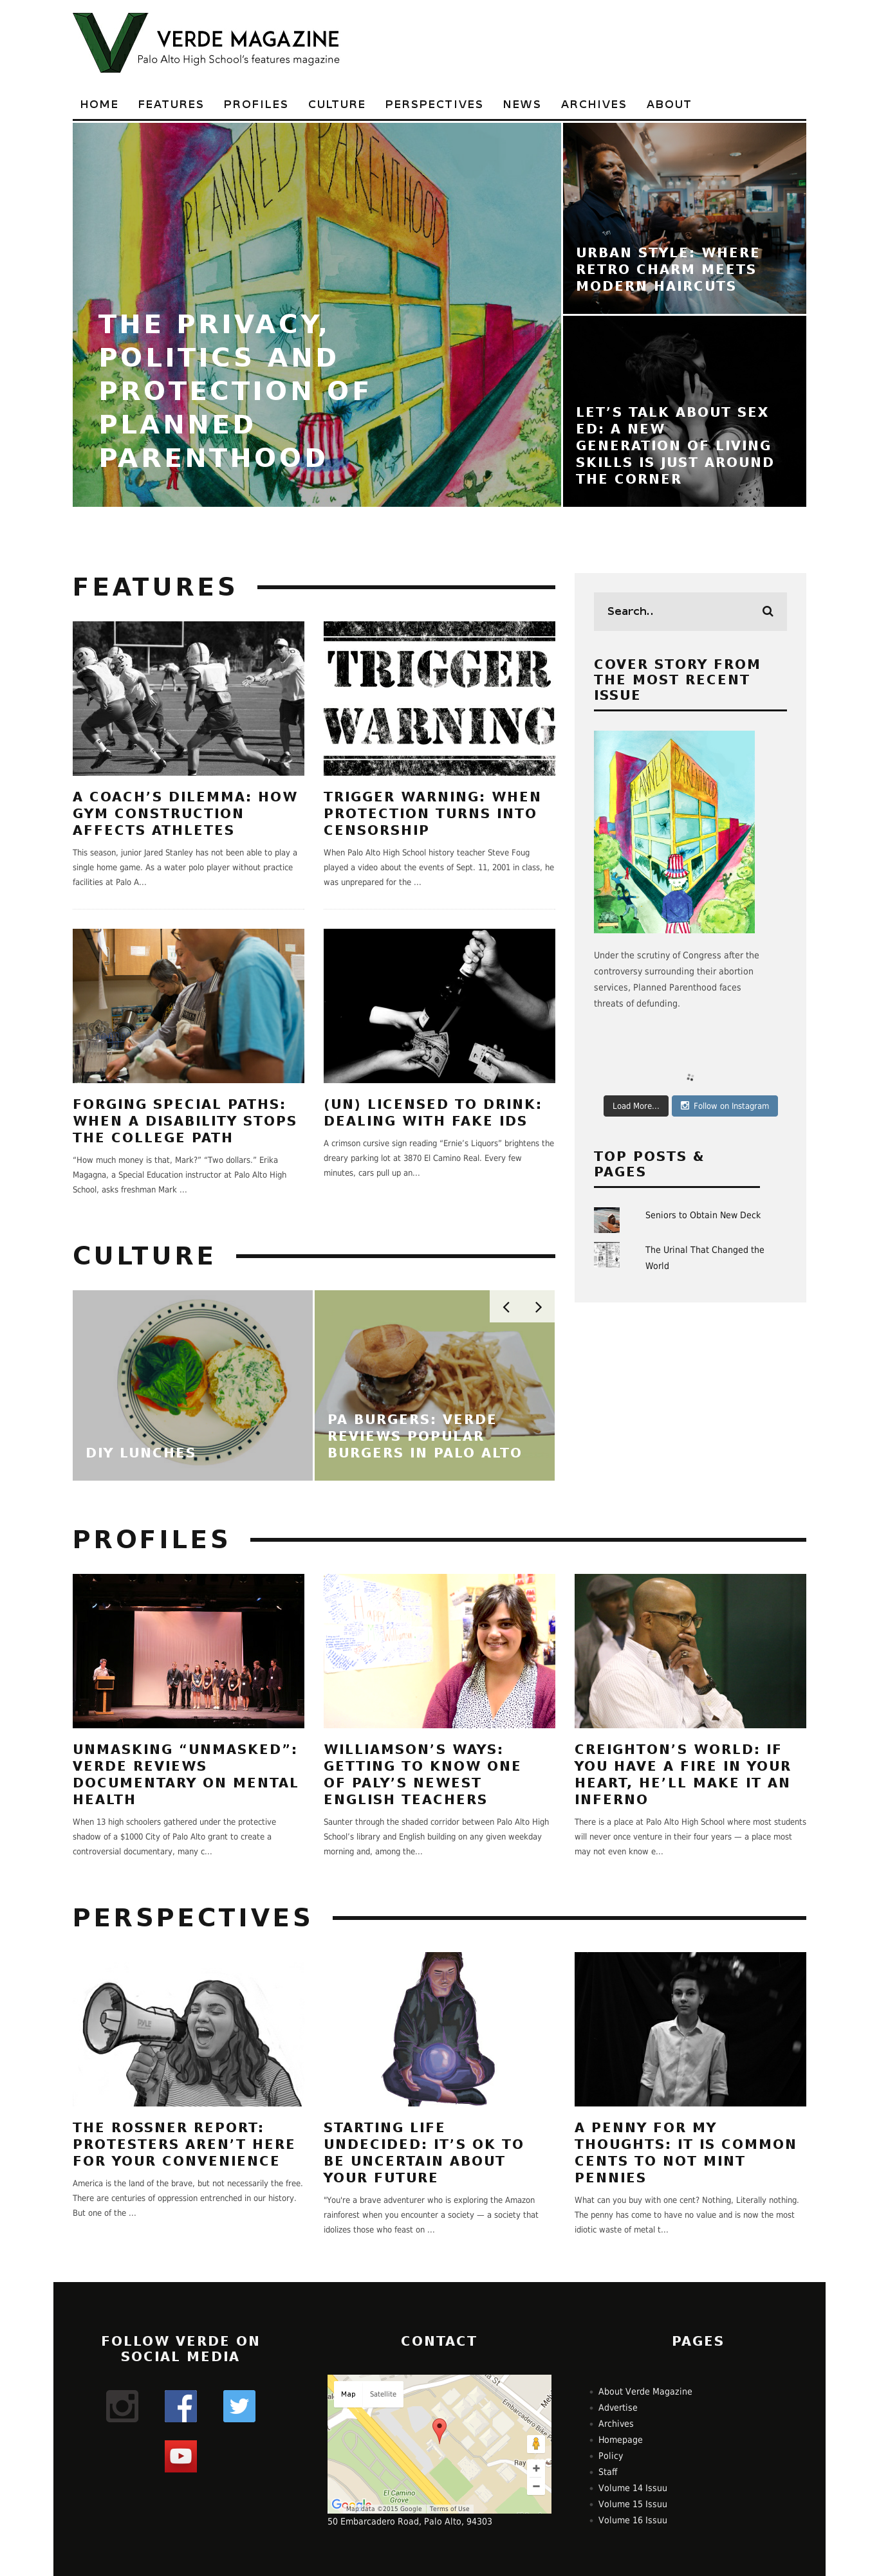 VERDE MAGAZINE
Palo Alto High School's features magazine
HOME FEATURES PROFILES CULTURE PERSPECTIVES NEWS ARCHIVES ABOUT
PLANNED PARENTHOOD
THE PRIVACY,
POLITICS AND
PROTECTION OF
PLANNED
PARENTHOOD
URBAN STYLE: WHERE
RETRO CHARM MEETS
MODERN HAIRCUTS
LET’S TALK ABOUT SEX
ED: A NEW
GENERATION OF LIVING
SKILLS IS JUST AROUND
THE CORNER
FEATURES
TRIGGER
WARNING
A COACH’S DILEMMA: HOW
GYM CONSTRUCTION
AFFECTS ATHLETES
This season, junior Jared Stanley has not been able to play a
single home game. As a water polo player without practice
facilities at Palo A...
TRIGGER WARNING: WHEN
PROTECTION TURNS INTO
CENSORSHIP
When Palo Alto High School history teacher Steve Foug
played a video about the events of Sept. 11, 2001 in class, he
was unprepared for the ...
FORGING SPECIAL PATHS:
WHEN A DISABILITY STOPS
THE COLLEGE PATH
“How much money is that, Mark?” “Two dollars.” Erika
Magagna, a Special Education instructor at Palo Alto High
School, asks freshman Mark ...
(UN) LICENSED TO DRINK:
DEALING WITH FAKE IDS
A crimson cursive sign reading “Ernie’s Liquors” brightens the
dreary parking lot at 3870 El Camino Real. Every few
minutes, cars pull up an...
Search..
COVER STORY FROM
THE MOST RECENT
ISSUE
PLANNED PARENTHOOD
Under the scrutiny of Congress after the
controversy surrounding their abortion
services, Planned Parenthood faces
threats of defunding.
Load More...
Follow on Instagram
TOP POSTS &
PAGES
Seniors to Obtain New Deck
The Urinal That Changed the
World
CULTURE
DIY LUNCHES
PA BURGERS: VERDE
REVIEWS POPULAR
BURGERS IN PALO ALTO
PROFILES
UNMASKING “UNMASKED”:
VERDE REVIEWS
DOCUMENTARY ON MENTAL
HEALTH
When 13 high schoolers gathered under the protective
shadow of a $1000 City of Palo Alto grant to create a
controversial documentary, many c...
WILLIAMSON’S WAYS:
GETTING TO KNOW ONE
OF PALY’S NEWEST
ENGLISH TEACHERS
Saunter through the shaded corridor between Palo Alto High
School’s library and English building on any given weekday
morning and, among the...
CREIGHTON’S WORLD: IF
YOU HAVE A FIRE IN YOUR
HEART, HE’LL MAKE IT AN
INFERNO
There is a place at Palo Alto High School where most students
will never once venture in their four years — a place most
may not even know e...
PERSPECTIVES
THE ROSSNER REPORT:
PROTESTERS AREN’T HERE
FOR YOUR CONVENIENCE
America is the land of the brave, but not necessarily the free.
There are centuries of oppression entrenched in our history.
But one of the ...
STARTING LIFE
UNDECIDED: IT’S OK TO
BE UNCERTAIN ABOUT
YOUR FUTURE
"You’re a brave adventurer who is exploring the Amazon
rainforest when you encounter a society — a society that
idolizes those who feast on ...
A PENNY FOR MY
THOUGHTS: IT IS COMMON
CENTS TO NOT MINT
PENNIES
What can you buy with one cent? Nothing, Literally nothing.
The penny has come to have no value and is now the most
idiotic waste of metal t...
FOLLOW VERDE ON
SOCIAL MEDIA
CONTACT
Map Satellite
Embarcadero Bike P
El Camino
Grove
Google
Map data ©2015 Google Terms of Use
50 Embarcadero Road, Palo Alto, 94303
PAGES
About Verde Magazine
Advertise
Archives
Homepage
Policy
Staff
Volume 14 Issuu
Volume 15 Issuu
Volume 16 Issuu